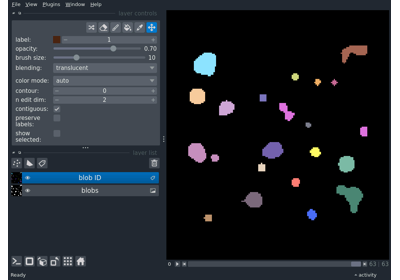 File View Plugins Window Help
layer controls
label: 1
opacity: 0.70
brush size: 10
blending: translucent
color mode: auto
contour: 0
n edit dim: 2
contiguous:
preserve
labels:
show
selected:
layer list
blob ID
blobs
Ready
activity
63 63